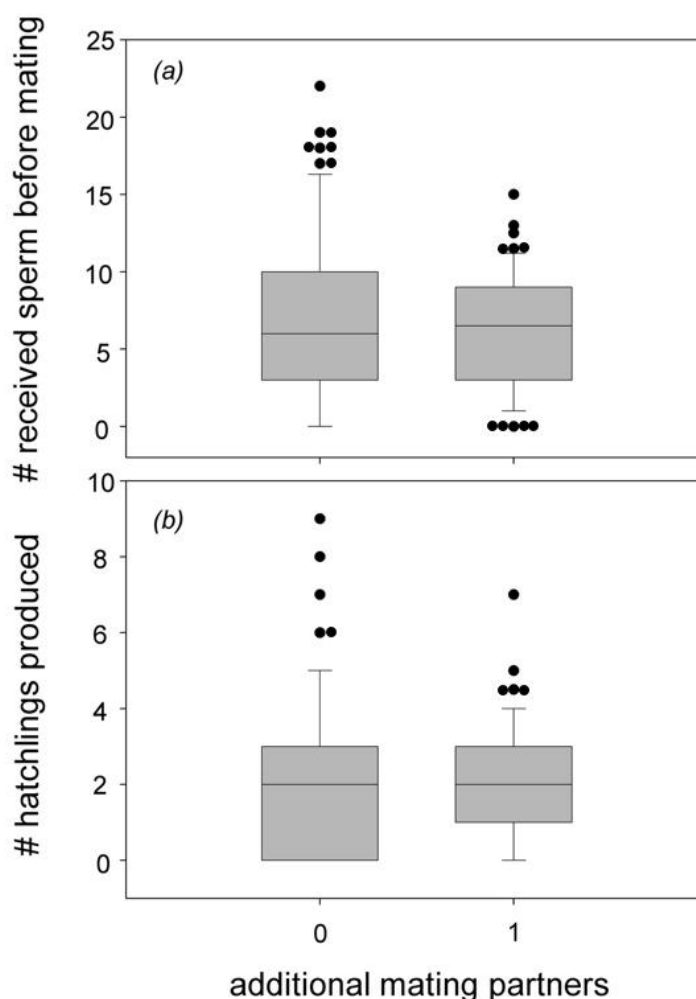 25
(a)
20
15
10
5
0
# received sperm before mating
10
(b)
8
6
4
2
0
# hatchlings produced
0 1
additional mating partners